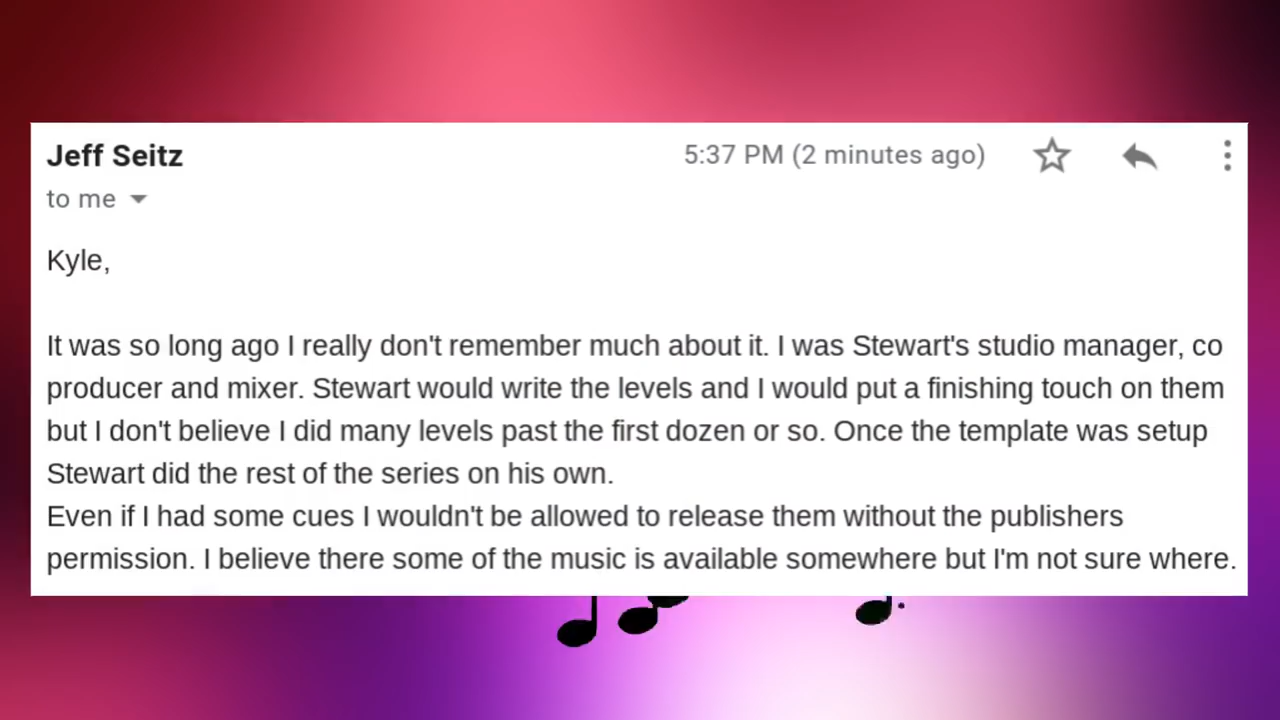 Jeff Seitz
5:37 PM (2 minutes ago)
to me
Kyle,
It was so long ago I really don't remember much about it. I was Stewart's studio manager, co
producer and mixer. Stewart would write the levels and I would put a finishing touch on them
but I don't believe I did many levels past the first dozen or so. Once the template was setup
Stewart did the rest of the series on his own.
Even if I had some cues I wouldn't be allowed to release them without the publishers
permission. I believe there some of the music is available somewhere but I'm not sure where.